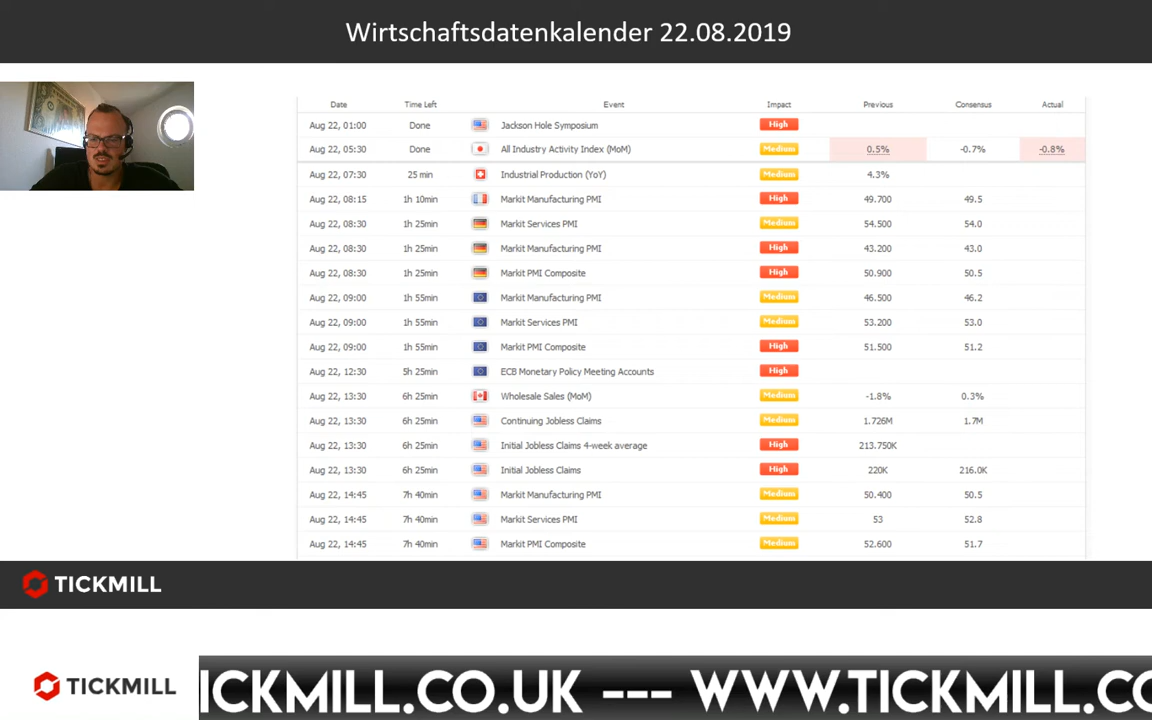 Wirtschaftsdatenkalender 22.08.2019
Date Time Left Event Impact Previous Consensus Actual
Aug 22, 01:00 Done Jackson Hole Symposium High
Aug 22, 05:30 Done All Industry Activity Index (MoM) Medium 0.5% -0.7% -0.8%
Aug 22, 07:30 25 min Industrial Production (YoY) Medium 4.3%
Aug 22, 08:15 1h 10min Markit Manufacturing PMI High 49.700 49.5
Aug 22, 08:30 1h 25min Markit Services PMI Medium 54.500 54.0
Aug 22, 08:30 1h 25min Markit Manufacturing PMI High 43.200 43.0
Aug 22, 08:30 1h 25min Markit PMI Composite High 50.900 50.5
Aug 22, 09:00 1h 55min Markit Manufacturing PMI Medium 46.500 46.2
Aug 22, 09:00 1h 55min Markit Services PMI Medium 53.200 53.0
Aug 22, 09:00 1h 55min Markit PMI Composite High 51.500 51.2
Aug 22, 12:30 5h 25min ECB Monetary Policy Meeting Accounts High
Aug 22, 13:30 6h 25min Wholesale Sales (MoM) Medium -1.8% 0.3%
Aug 22, 13:30 6h 25min Continuing Jobless Claims Medium 1.726M 1.7M
Aug 22, 13:30 6h 25min Initial Jobless Claims 4-week average High 213.750K
Aug 22, 13:30 6h 25min Initial Jobless Claims High 220K 216.0K
Aug 22, 14:45 7h 40min Markit Manufacturing PMI Medium 50.400 50.5
Aug 22, 14:45 7h 40min Markit Services PMI Medium 53 52.8
Aug 22, 14:45 7h 40min Markit PMI Composite Medium 52.600 51.7
TICKMILL
TICKMILL
ICKMILL.CO.UK --- WWW.TICKMILL.CO